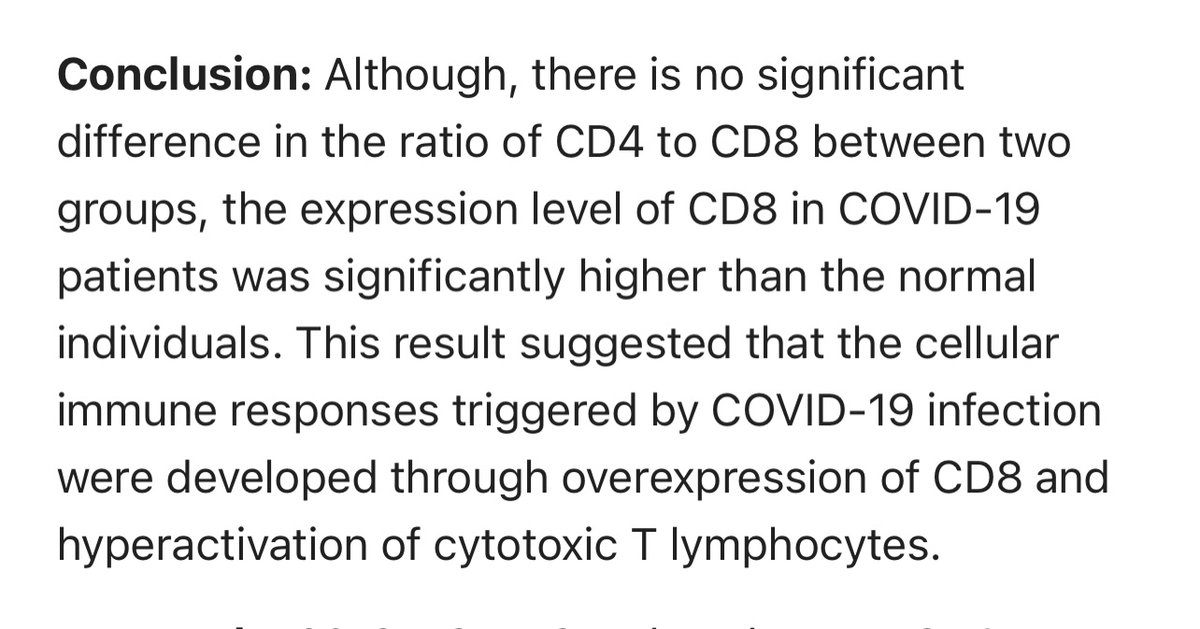 Conclusion: Although, there is no significant
difference in the ratio of CD4 to CD8 between two
groups, the expression level of CD8 in COVID-19
patients was significantly higher than the normal
individuals. This result suggested that the cellular
immune responses triggered by COVID-19 infection
were developed through overexpression of CD8 and
hyperactivation of cytotoxic T lymphocytes.